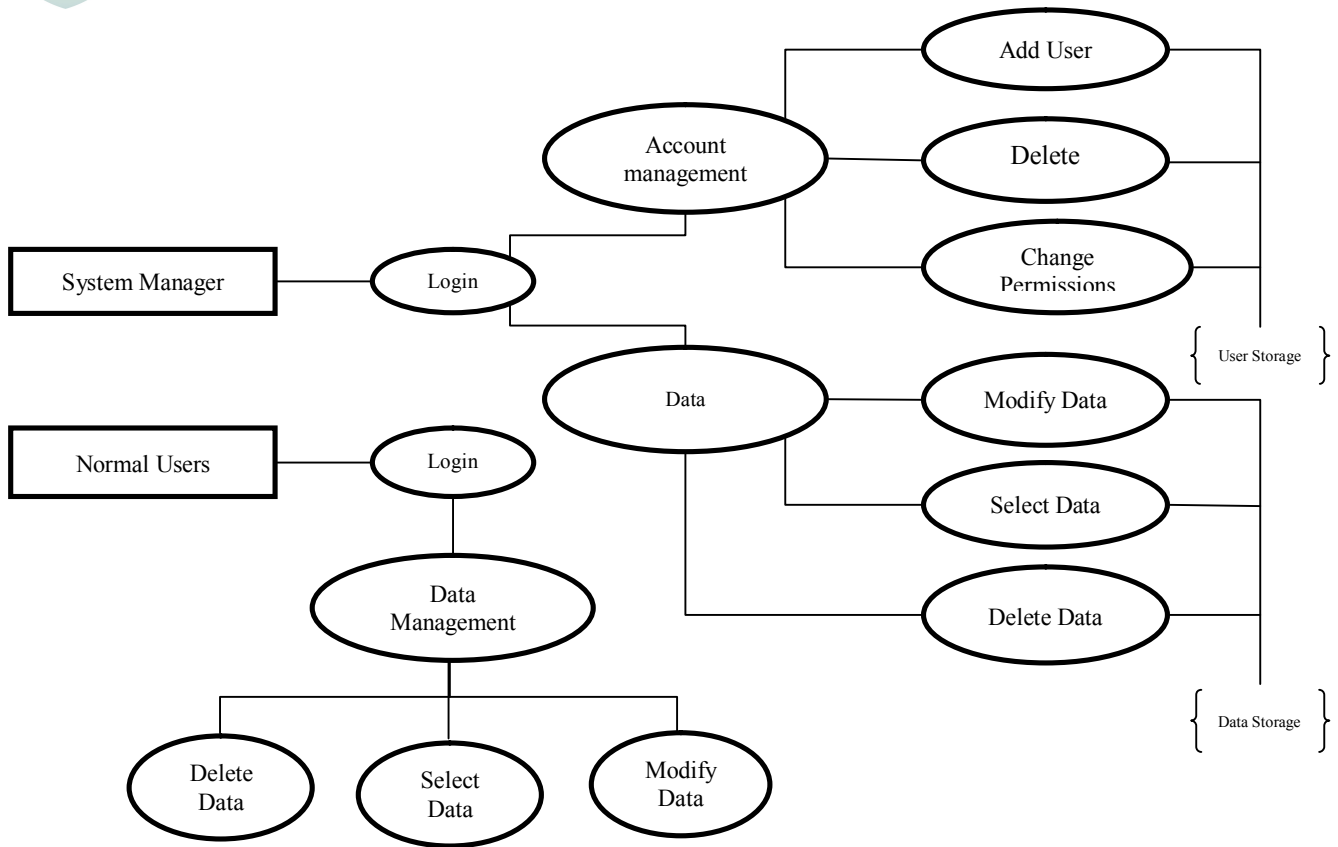 Add User
Account
management
Delete
Change
Permissions
System Manager
Login
User Storage
Data
Modify Data
Normal Users
Login
Select Data
Data
Management
Delete Data
Data Storage
Delete
Data
Select
Data
Modify
Data